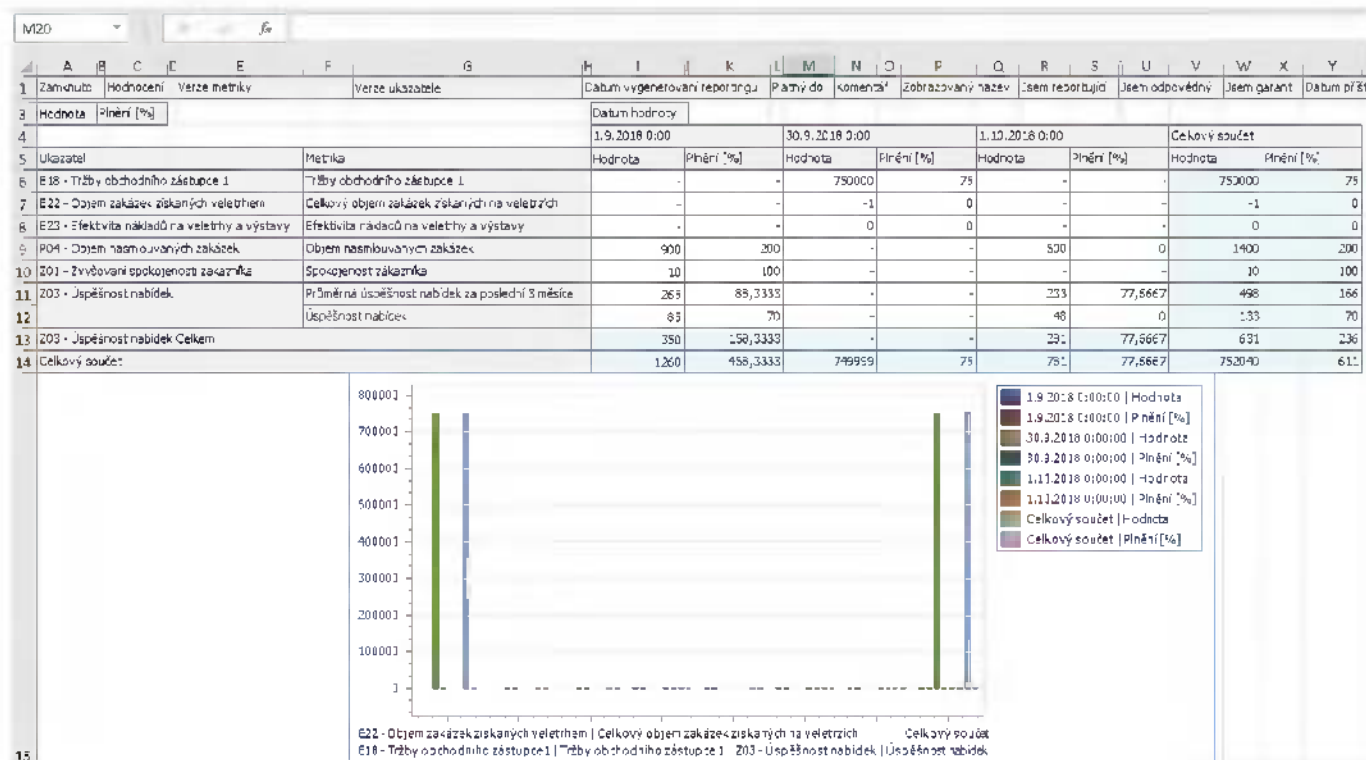 M20 fx
A B C D E F G H I J K L M N O P Q R S U V W X Y
1 Zamknuto Hodnocení Verze metriky Verze ukazatele Datum vygenerování reportingu Platný do Komentář Zobrazovaný název Jsem reportující Jsem odpovědný Jsem garant Datum příšt
3 Hodnota Plnění [%] Datum hodnoty
4 1.9.2018 0:00 30.9.2018 0:00 1.10.2018 0:00 Celkový součet
5 Ukazatel Metrika Hodnota Plnění [%] Hodnota Plnění [%] Hodnota Plnění [%] Hodnota Plnění [%]
6 E18 - Tržby obchodního zástupce 1 Tržby obchodního zástupce 1 - - 750000 75 - - 750000 75
7 E22 - Objem zakázek získaných veletrhem Celkový objem zakázek získaných na veletrzích - - -1 0 - - -1 0
8 E23 - Efektivita nákladů na veletrhy a výstavy Efektivita nákladů na veletrhy a výstavy - - 0 0 - - 0 0
9 P04 - Objem nasmlouvaných zakázek Objem nasmlouvaných zakázek 900 200 - - 500 0 1400 200
10 Z01 - Zvyšování spokojenosti zákazníka Spokojenost zákazníka 10 100 - - - - 10 100
11 Z03 - Úspěšnost nabídek Průměrná úspěšnost nabídek za poslední 3 měsíce 265 88,3333 - - 233 77,6667 498 166
12 Úspěšnost nabídek 85 70 - - 48 0 133 70
13 Z03 - Úspěšnost nabídek Celkem 350 158,3333 - - 281 77,6667 631 236
14 Celkový součet 1260 458,3333 749999 75 781 77,6667 752040 611
800000
700000
600000
500000
400000
300000
200000
100000
1.9.2018 0:00:00 | Hodnota
1.9.2018 0:00:00 | Plnění [%]
30.9.2018 0:00:00 | Hodnota
30.9.2018 0:00:00 | Plnění [%]
1.10.2018 0:00:00 | Hodnota
1.10.2018 0:00:00 | Plnění [%]
Celkový součet | Hodnota
Celkový součet | Plnění [%]
E22 - Objem zakázek získaných veletrhem | Celkový objem zakázek získaných na veletrzích Celkový součet
E18 - Tržby obchodního zástupce 1 | Tržby obchodního zástupce 1 Z03 - Úspěšnost nabídek | Úspěšnost nabídek
15